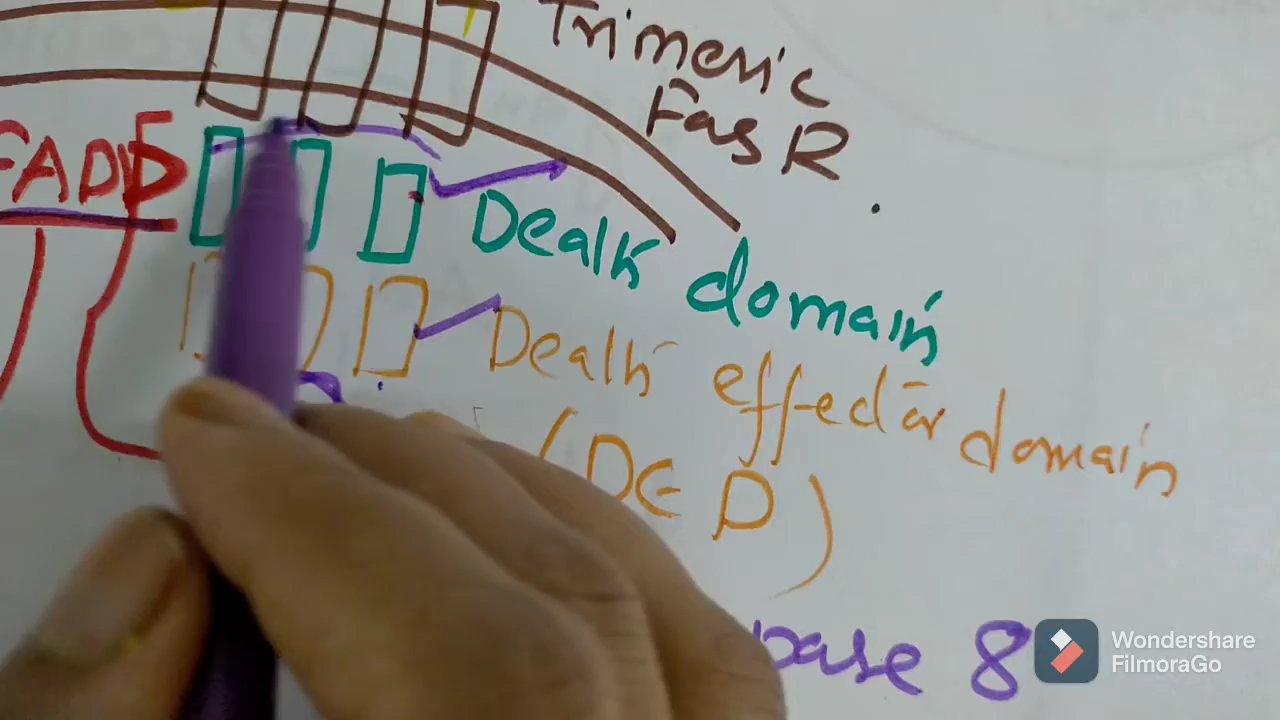 Trimeric
Fas R
FADD
Death domain
Death effector domain
(DED)
pase 8
Wondershare
FilmoraGo